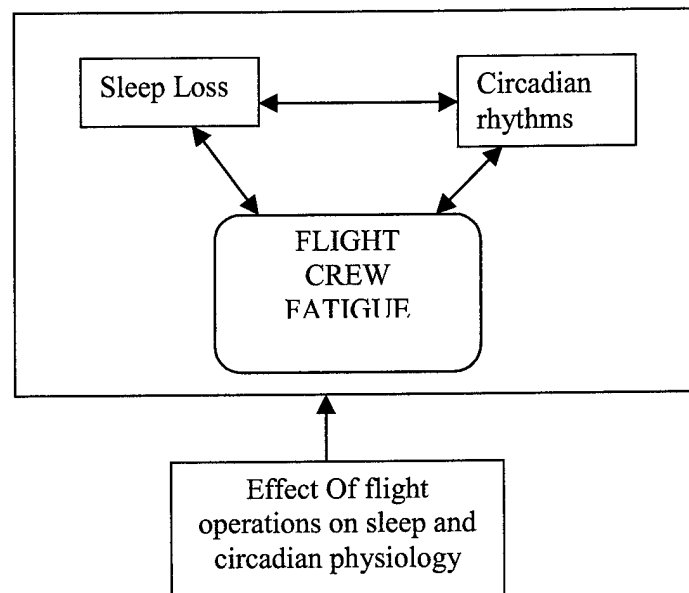 Sleep Loss
Circadian
rhythms
FLIGHT
CREW
FATIGUE
Effect Of flight
operations on sleep and
circadian physiology